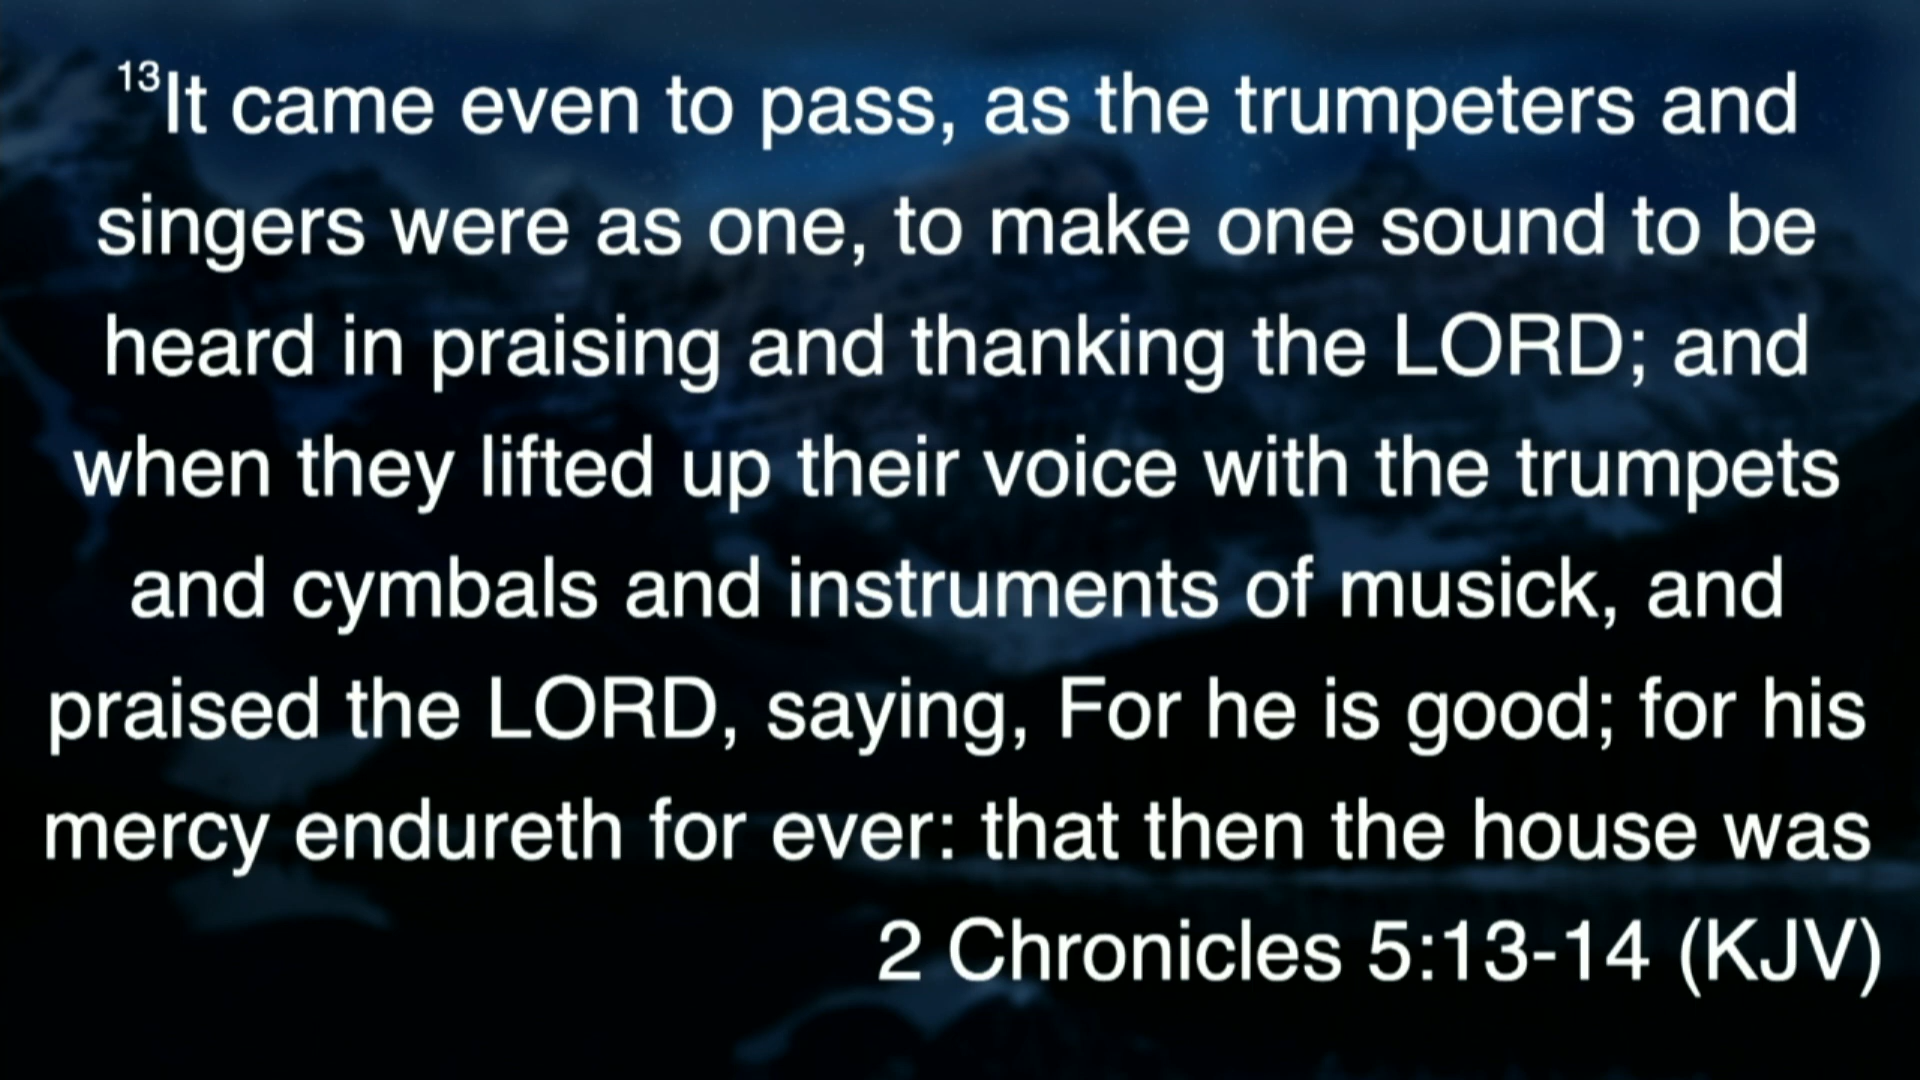 13It came even to pass, as the trumpeters and
singers were as one, to make one sound to be
heard in praising and thanking the LORD; and
when they lifted up their voice with the trumpets
and cymbals and instruments of musick, and
praised the LORD, saying, For he is good; for his
mercy endureth for ever: that then the house was
2 Chronicles 5:13-14 (KJV)